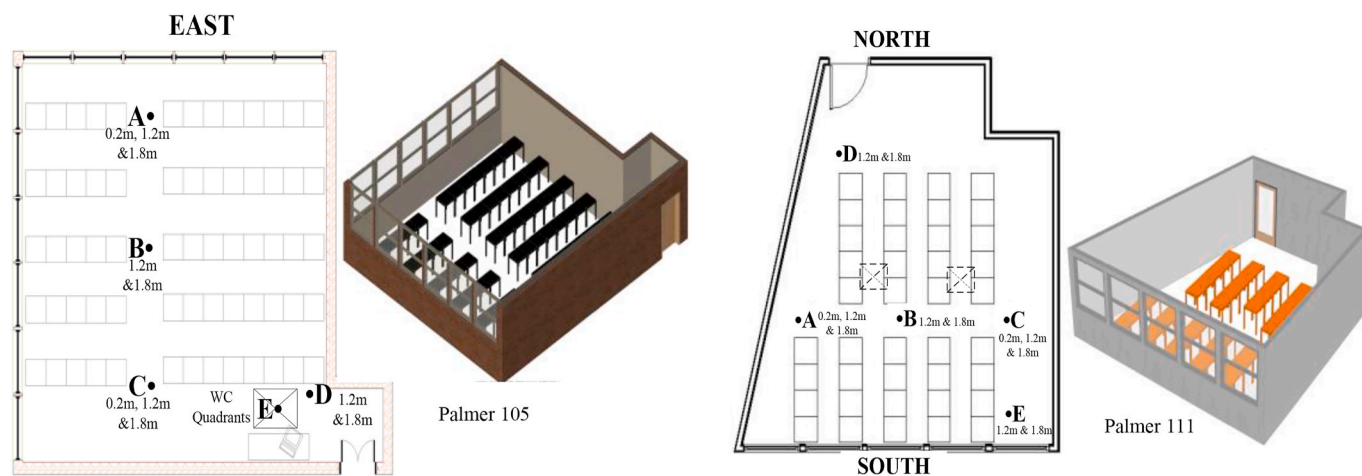 EAST
A
0.2m, 1.2m
&1.8m
B
1.2m
&1.8m
C
0.2m, 1.2m
&1.8m
WC
Quadrants
E
D
1.2m
&1.8m
Palmer 105
NORTH
D 1.2m &1.8m
A 0.2m, 1.2m
& 1.8m
B 1.2m & 1.8m
C
0.2m, 1.2m
& 1.8m
E
1.2m & 1.8m
SOUTH
Palmer 111